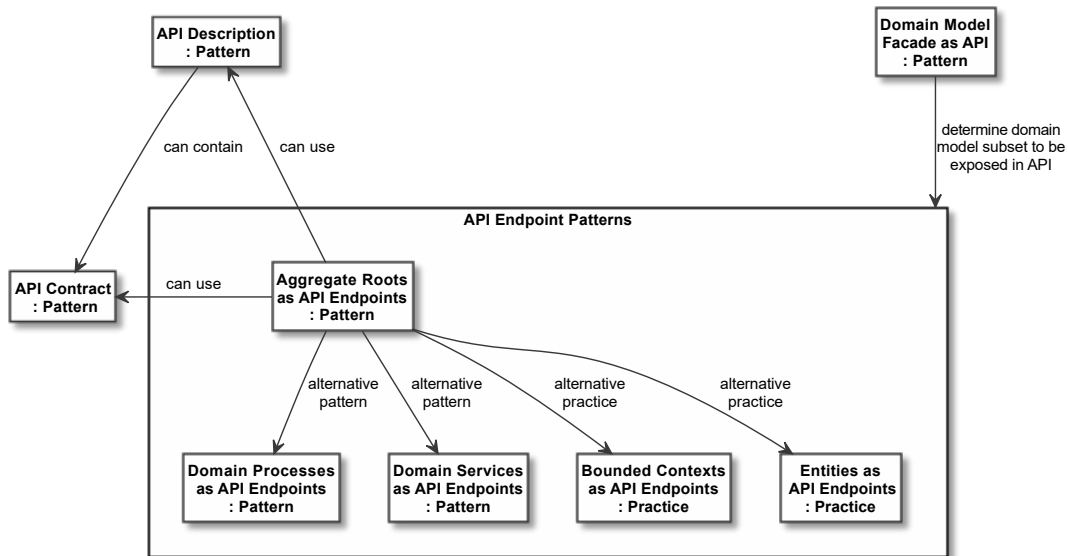 API Description
: Pattern
Domain Model
Facade as API
: Pattern
can contain
can use
determine domain
model subset to be
exposed in API
API Endpoint Patterns
API Contract
: Pattern
can use
Aggregate Roots
as API Endpoints
: Pattern
alternative
pattern
alternative
pattern
alternative
practice
alternative
practice
Domain Processes
as API Endpoints
: Pattern
Domain Services
as API Endpoints
: Pattern
Bounded Contexts
as API Endpoints
: Practice
Entities as
API Endpoints
: Practice